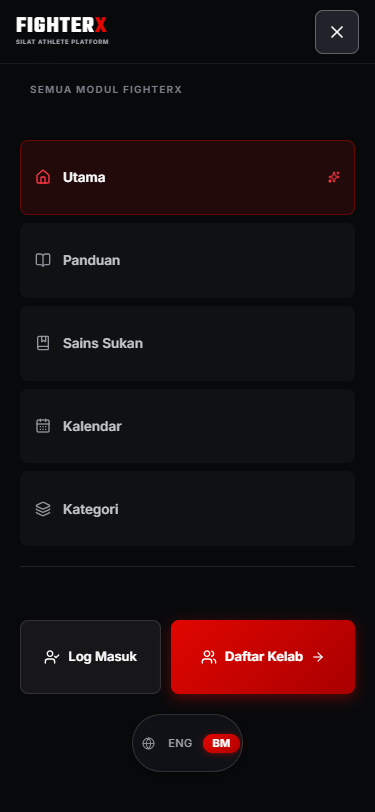 FIGHTERX
SILAT ATHLETE PLATFORM
SEMUA MODUL FIGHTERX
Utama
Panduan
Sains Sukan
Kalendar
Kategori
Log Masuk
Daftar Kelab
ENG
BM